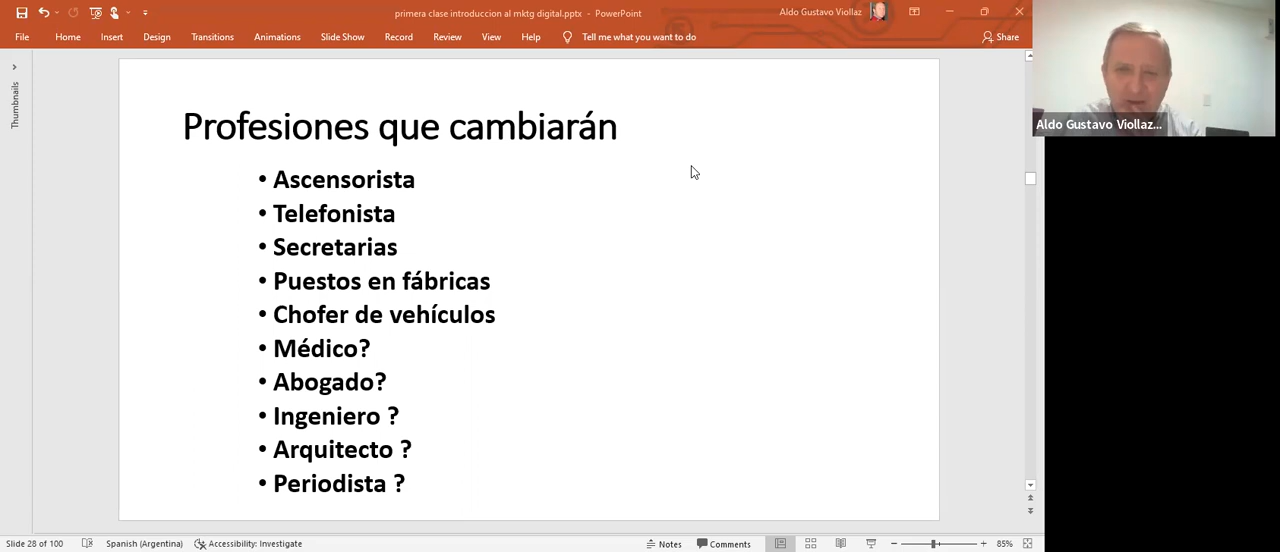 primera clase introduccion al mktg digital.pptx - PowerPoint
Aldo Gustavo Viollaz
File Home Insert Design Transitions Animations Slide Show Record Review View Help Tell me what you want to do Share
Thumbnails
Profesiones que cambiarán
• Ascensorista
• Telefonista
• Secretarias
• Puestos en fábricas
• Chofer de vehículos
• Médico?
• Abogado?
• Ingeniero ?
• Arquitecto ?
• Periodista ?
Aldo Gustavo Viollaz...
Slide 28 of 100 Spanish (Argentina) Accessibility: Investigate Notes Comments 85%